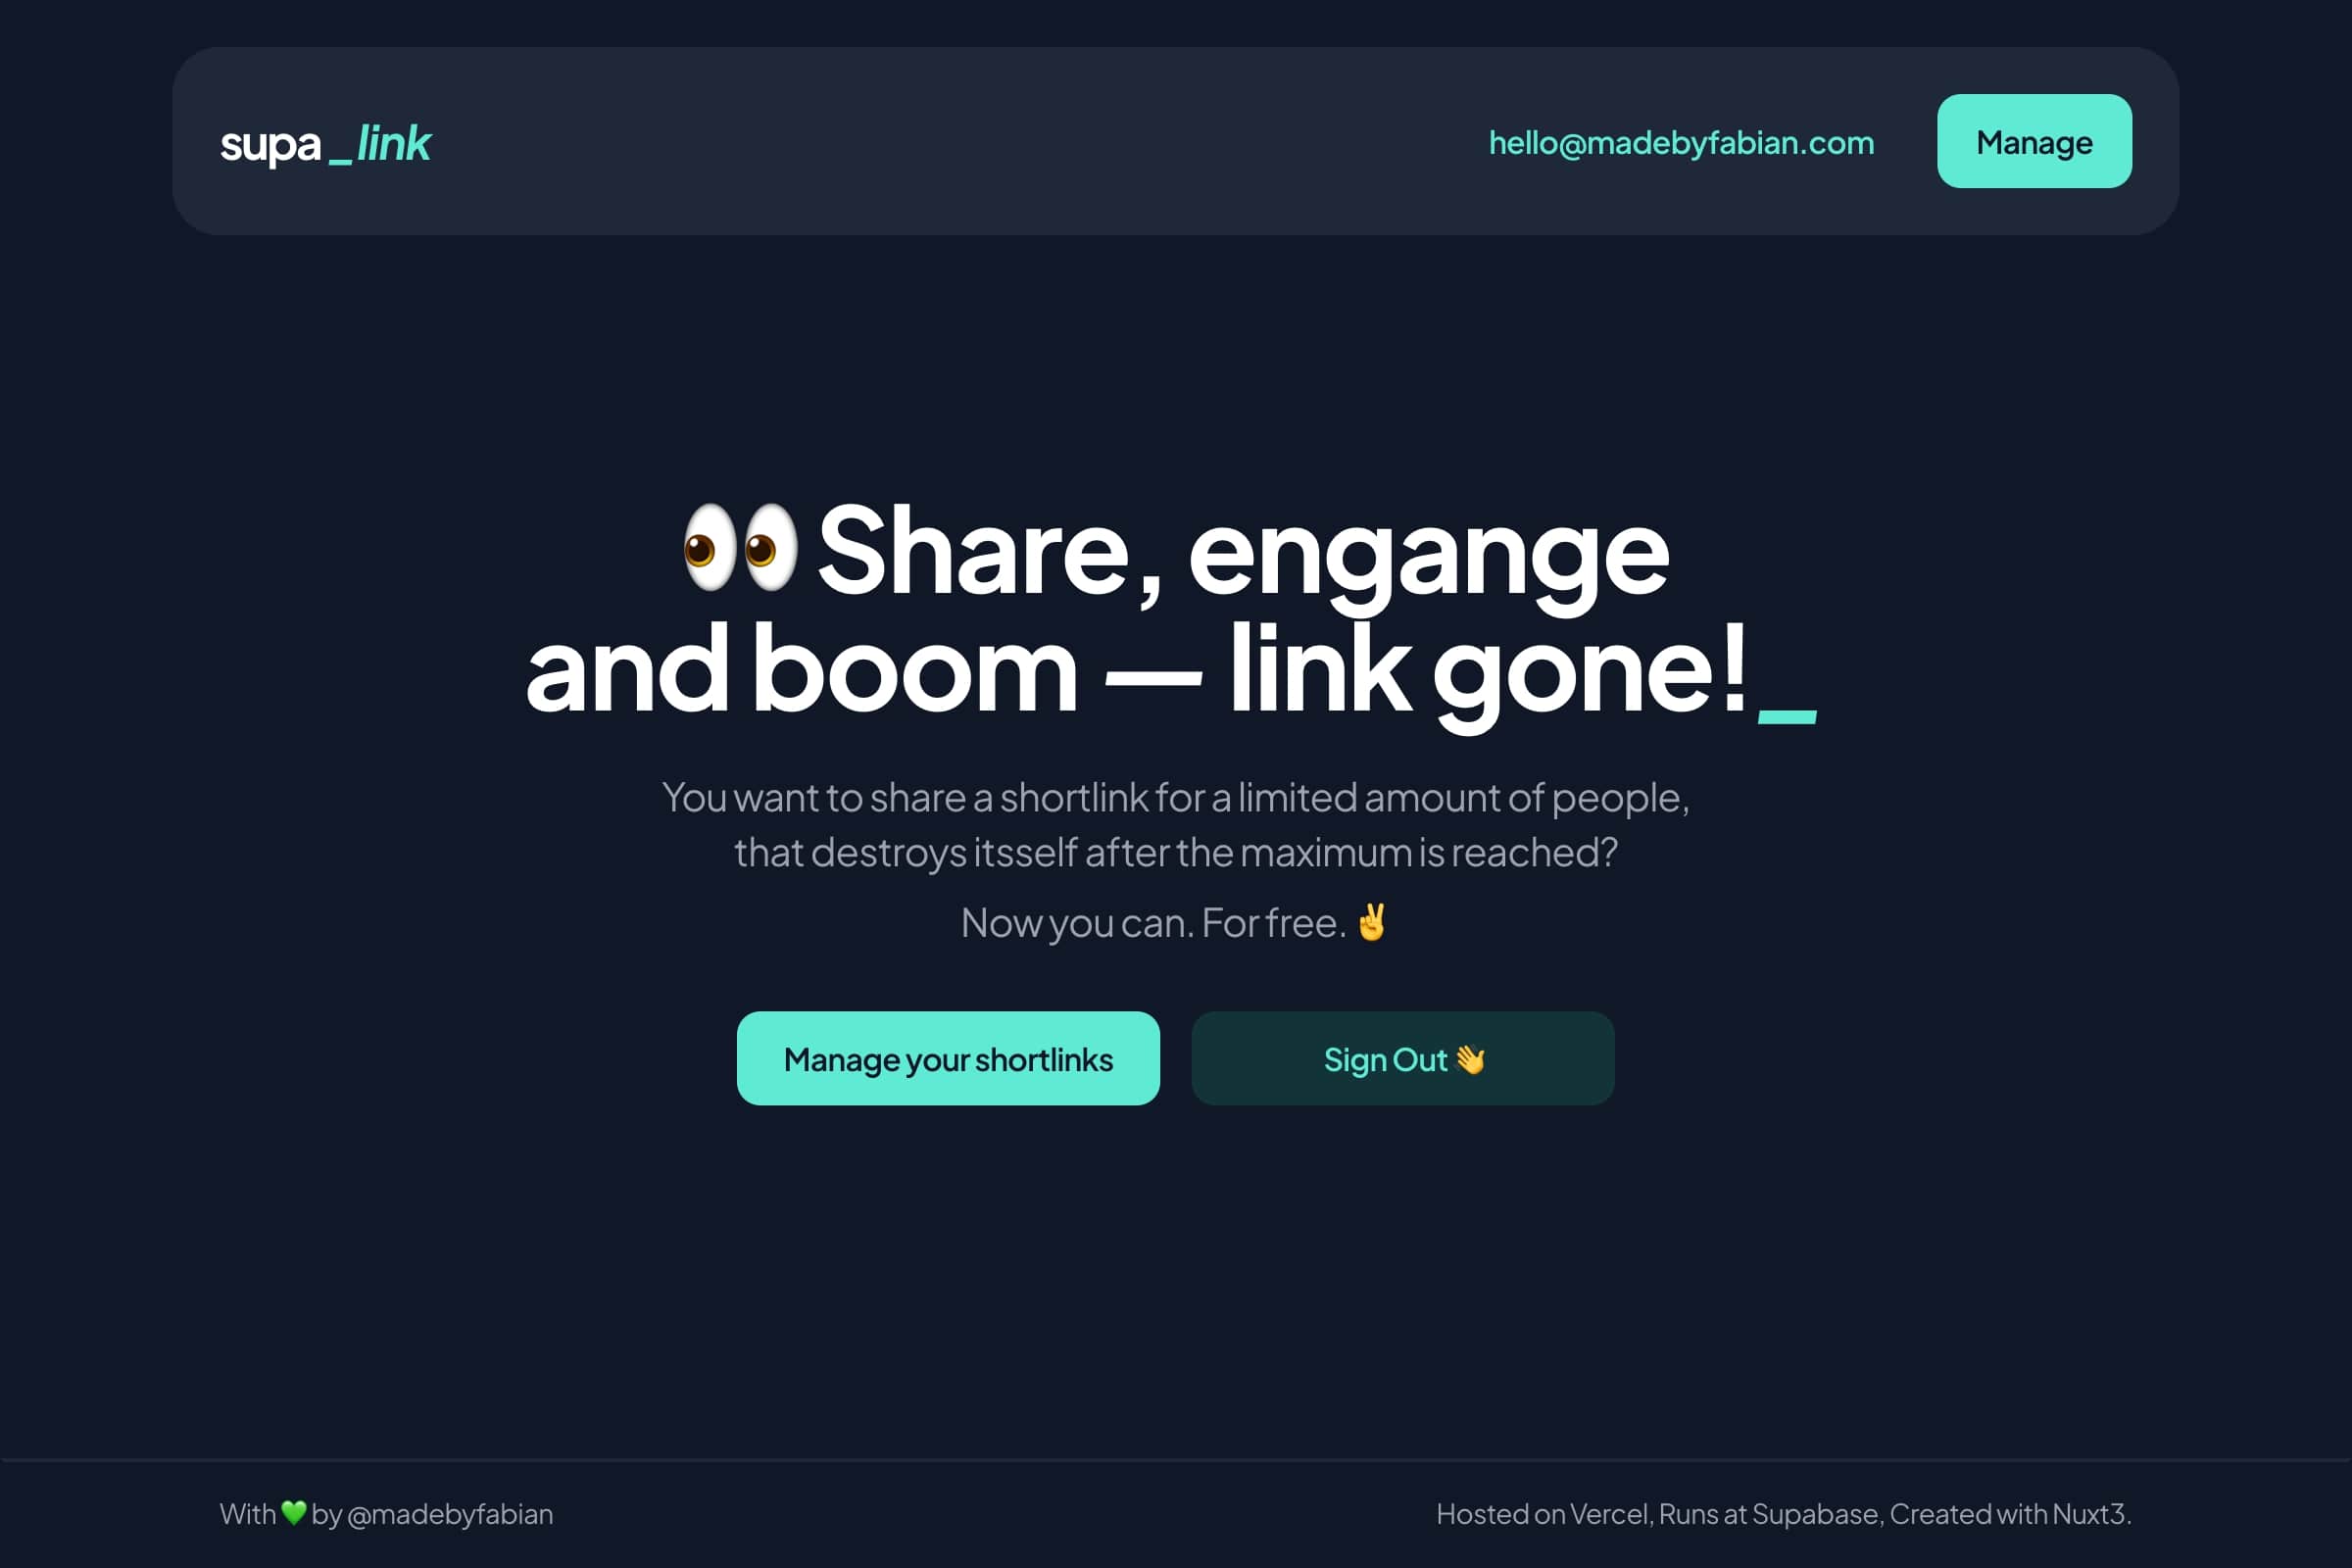 supa_link
hello@madebyfabian.com
Manage
👀 Share, engange
and boom — link gone!_
You want to share a shortlink for a limited amount of people,
that destroys itsself after the maximum is reached?
Now you can. For free. ✌️
Manage your shortlinks
Sign Out 👋
With 💚 by @madebyfabian
Hosted on Vercel, Runs at Supabase, Created with Nuxt3.